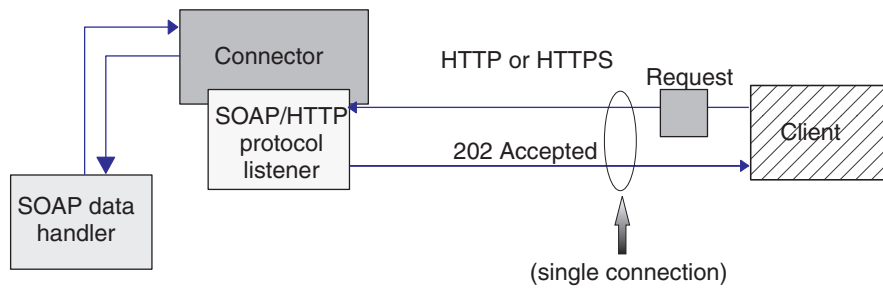 Connector
HTTP or HTTPS
Request
SOAP/HTTP
protocol
listener
Client
202 Accepted
SOAP data
handler
(single connection)